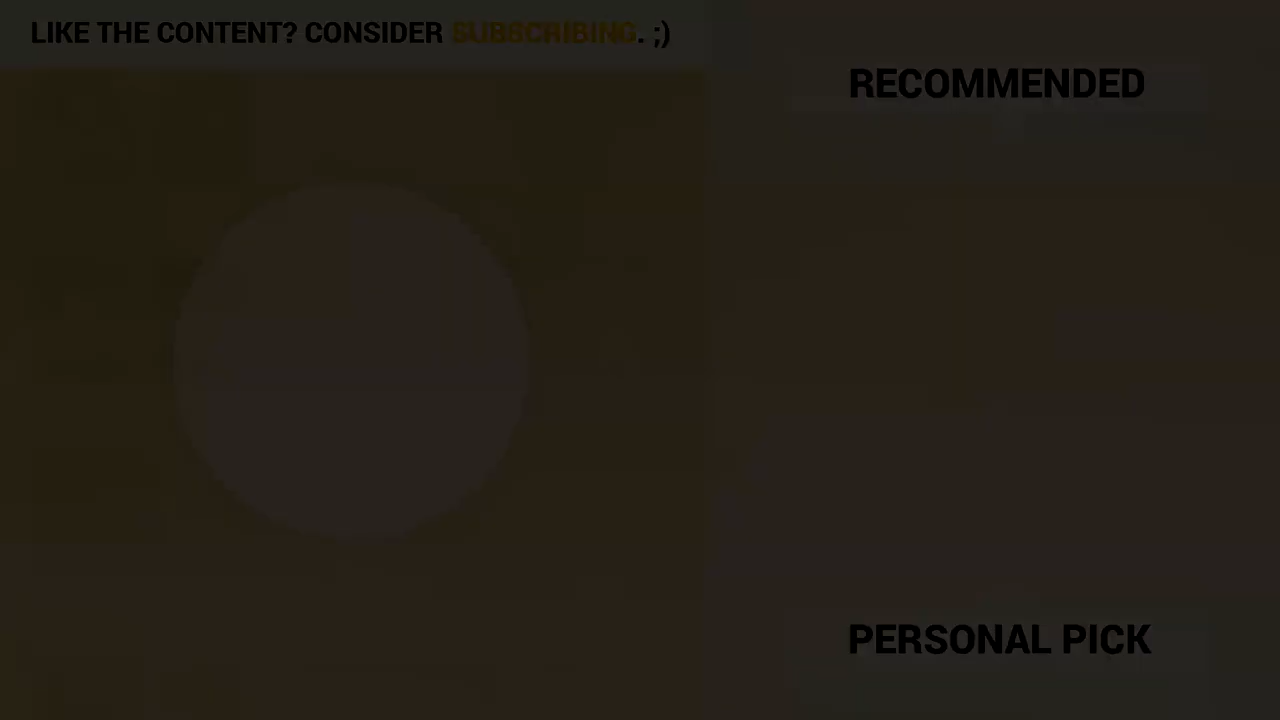 LIKE THE CONTENT? CONSIDER SUBSCRIBING. ;)
RECOMMENDED
PERSONAL PICK